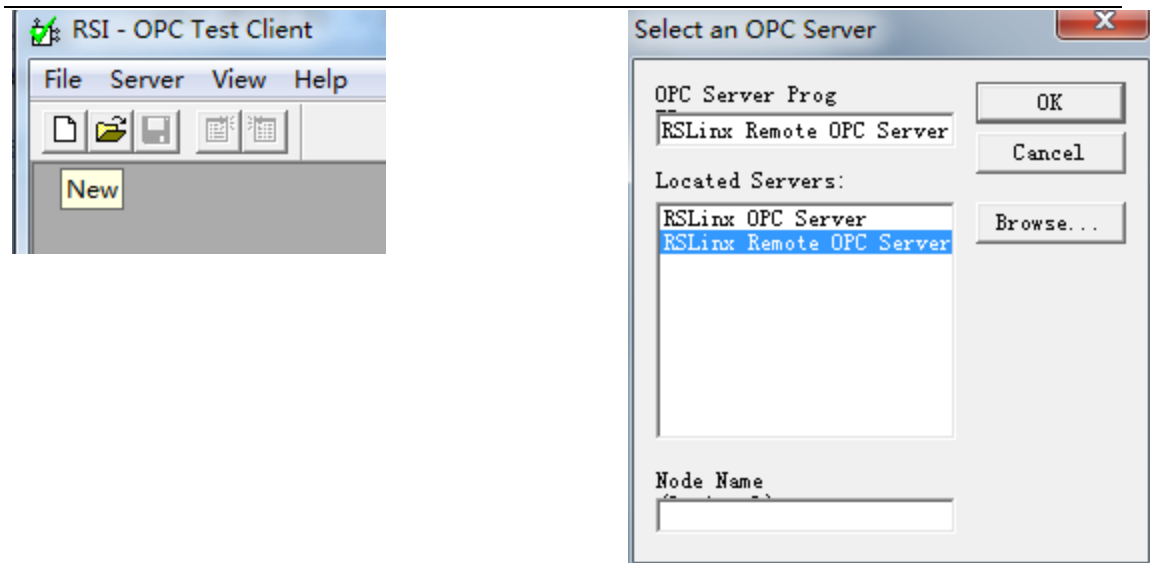 RSI - OPC Test Client
File Server View Help
New
Select an OPC Server
OPC Server Prog
RSLinx Remote OPC Server
OK
Cancel
Located Servers:
RSLinx OPC Server
RSLinx Remote OPC Server
Browse...
Node Name